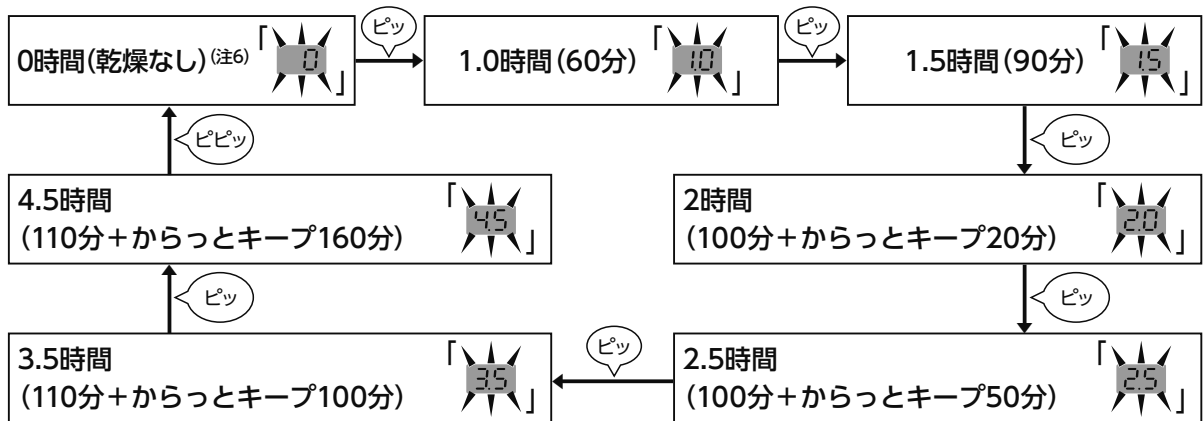 0時間(乾燥なし)(注6)「0」
ピッ
1.0時間(60分)「1.0」
ピッ
1.5時間(90分)「1.5」
ピッ
2時間
(100分+からっとキープ20分)「2.0」
ピッ
2.5時間
(100分+からっとキープ50分)「2.5」
ピッ
3.5時間
(110分+からっとキープ100分)「3.5」
ピッ
4.5時間
(110分+からっとキープ160分)「4.5」
ピピッ